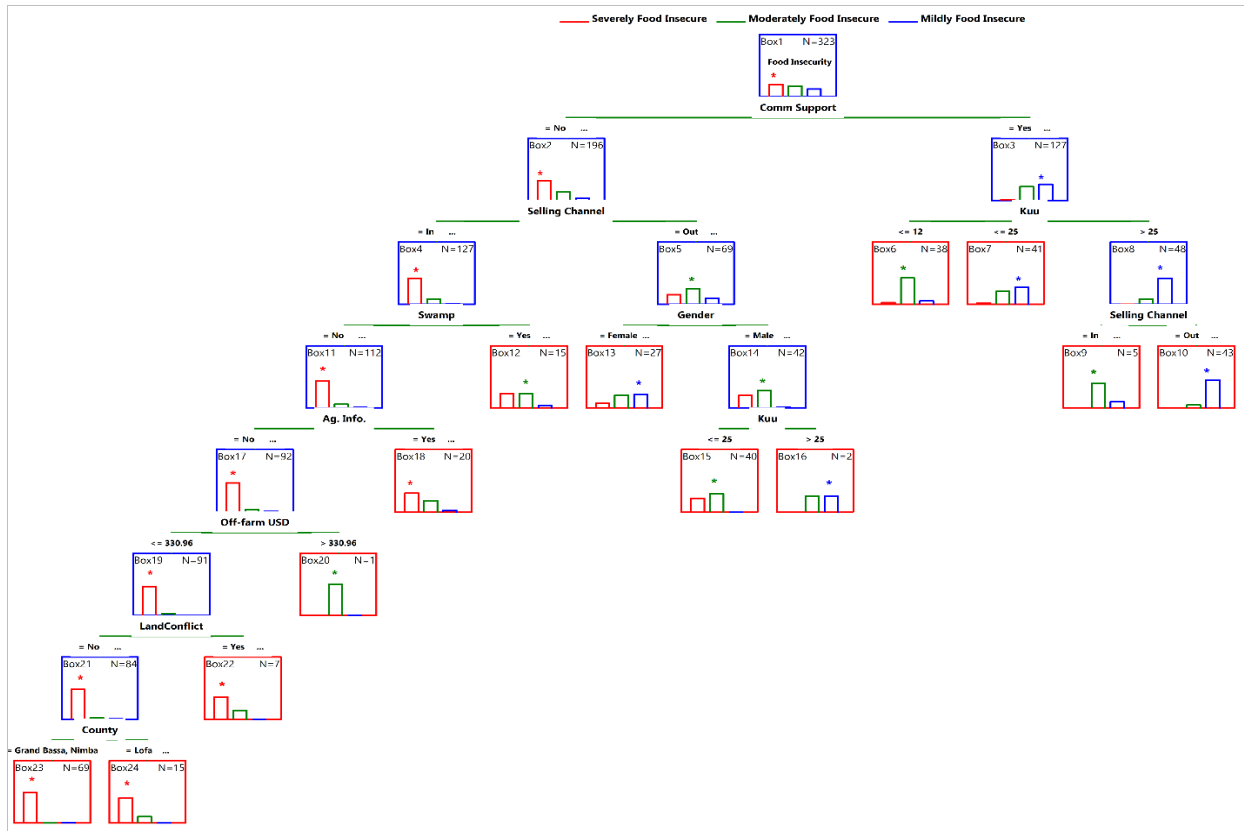 Severely Food Insecure Moderately Food Insecure Mildly Food Insecure
Box1 N−323
Food Insecurity
*
Comm Support
= No ... = Yes ...
Box2 N=196 Box3 N=127
* *
Selling Channel Kuu
= In ... = Out ... <= 12 <= 25 > 25
Box4 N=127 Box5 N=69 Box6 N=38 Box7 N=41 Box8 N=48
* * * * *
Swamp Gender Selling Channel
= No ... = Yes ... = Female ... = Male ... = In ... = Out ...
Box11 N=112 Box12 N=15 Box13 N=27 Box14 N=42 Box9 N=5 Box10 N=43
* * * * * *
Ag. Info. Kuu
= No ... = Yes ... <= 25 > 25
Box17 N=92 Box18 N=20 Box15 N=40 Box16 N=2
* * * *
Off-farm USD
<= 330.96 > 330.96
Box19 N−91 Box20 N−1
* *
LandConflict
= No ... = Yes ...
Box21 N=84 Box22 N=7
* *
County
= Grand Bassa, Nimba = Lofa ...
Box23 N=69 Box24 N=15
* *